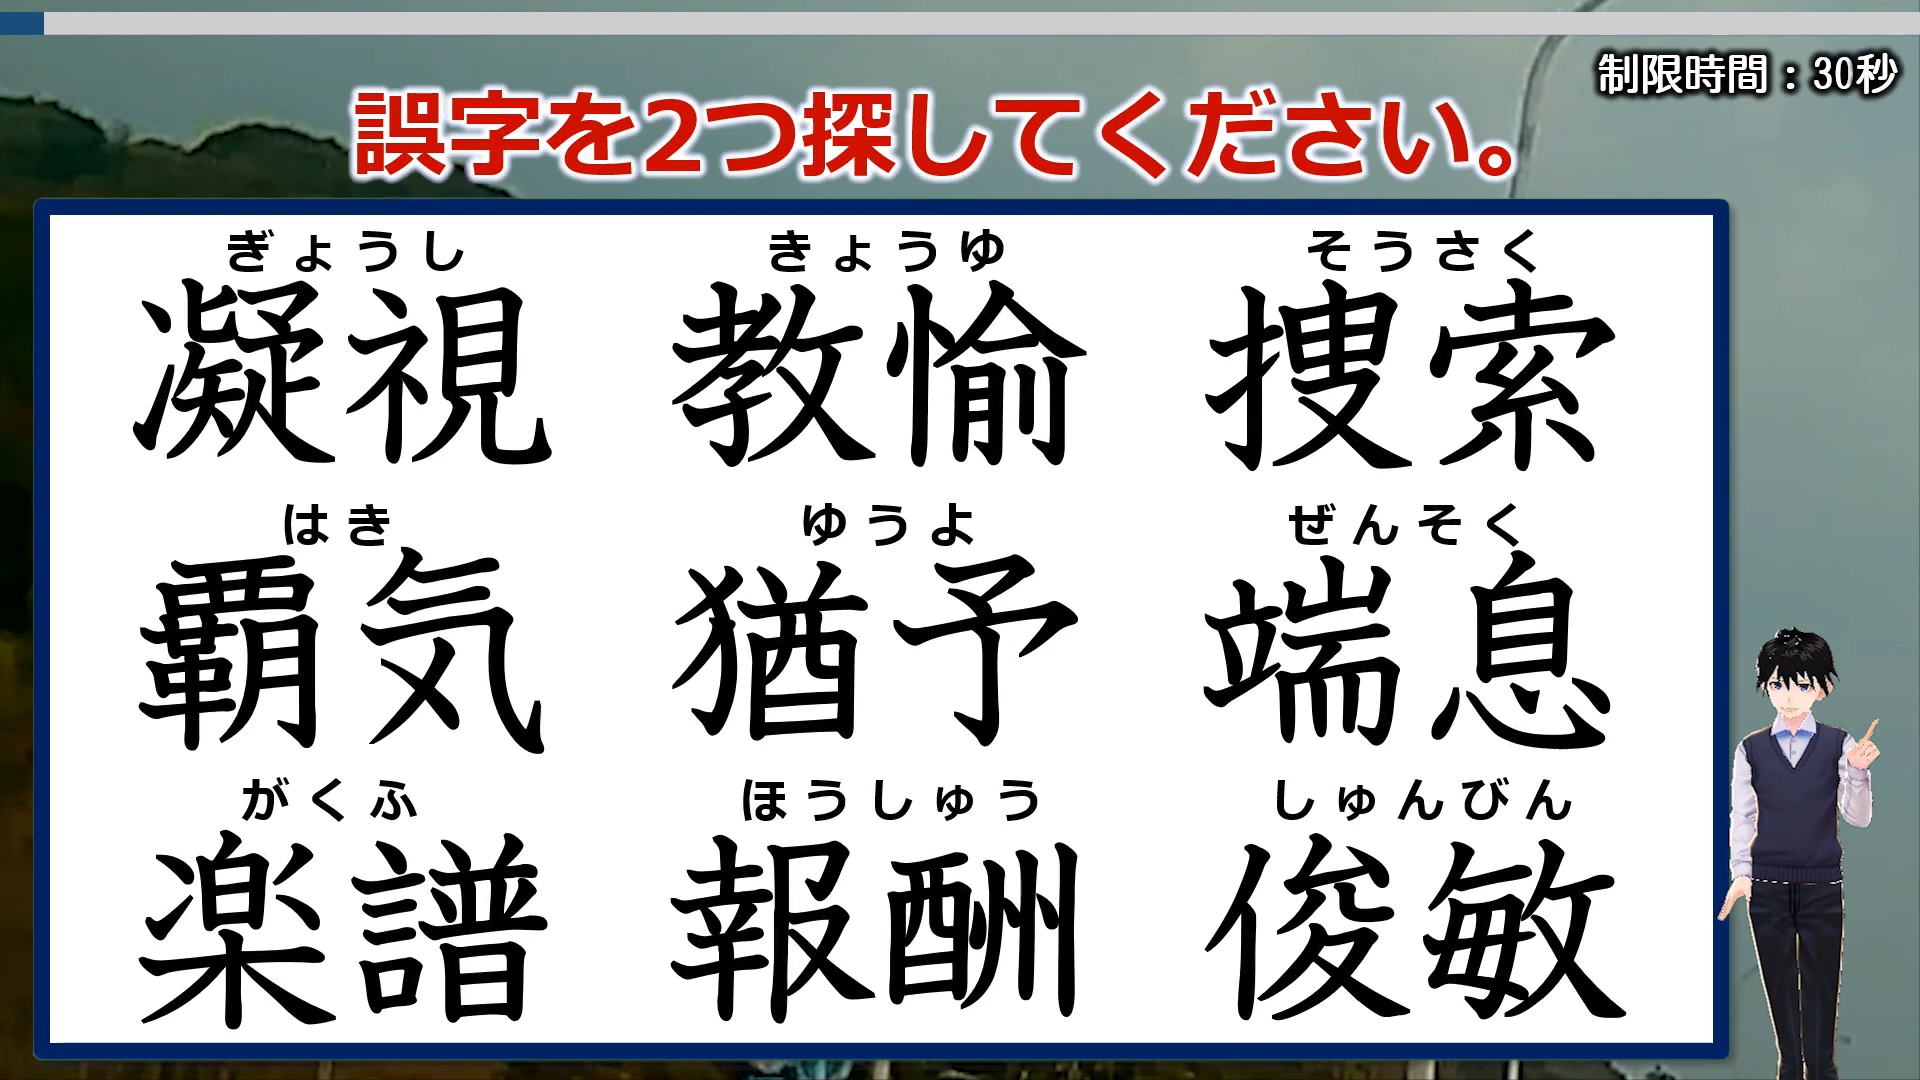 制限時間：30秒
誤字を2つ探してください。
ぎょうし きょうゆ そうさく
凝視 教愉 捜索
はき ゆうよ ぜんそく
覇気 猶予 端息
がくふ ほうしゅう しゅんびん
楽譜 報酬 俊敏